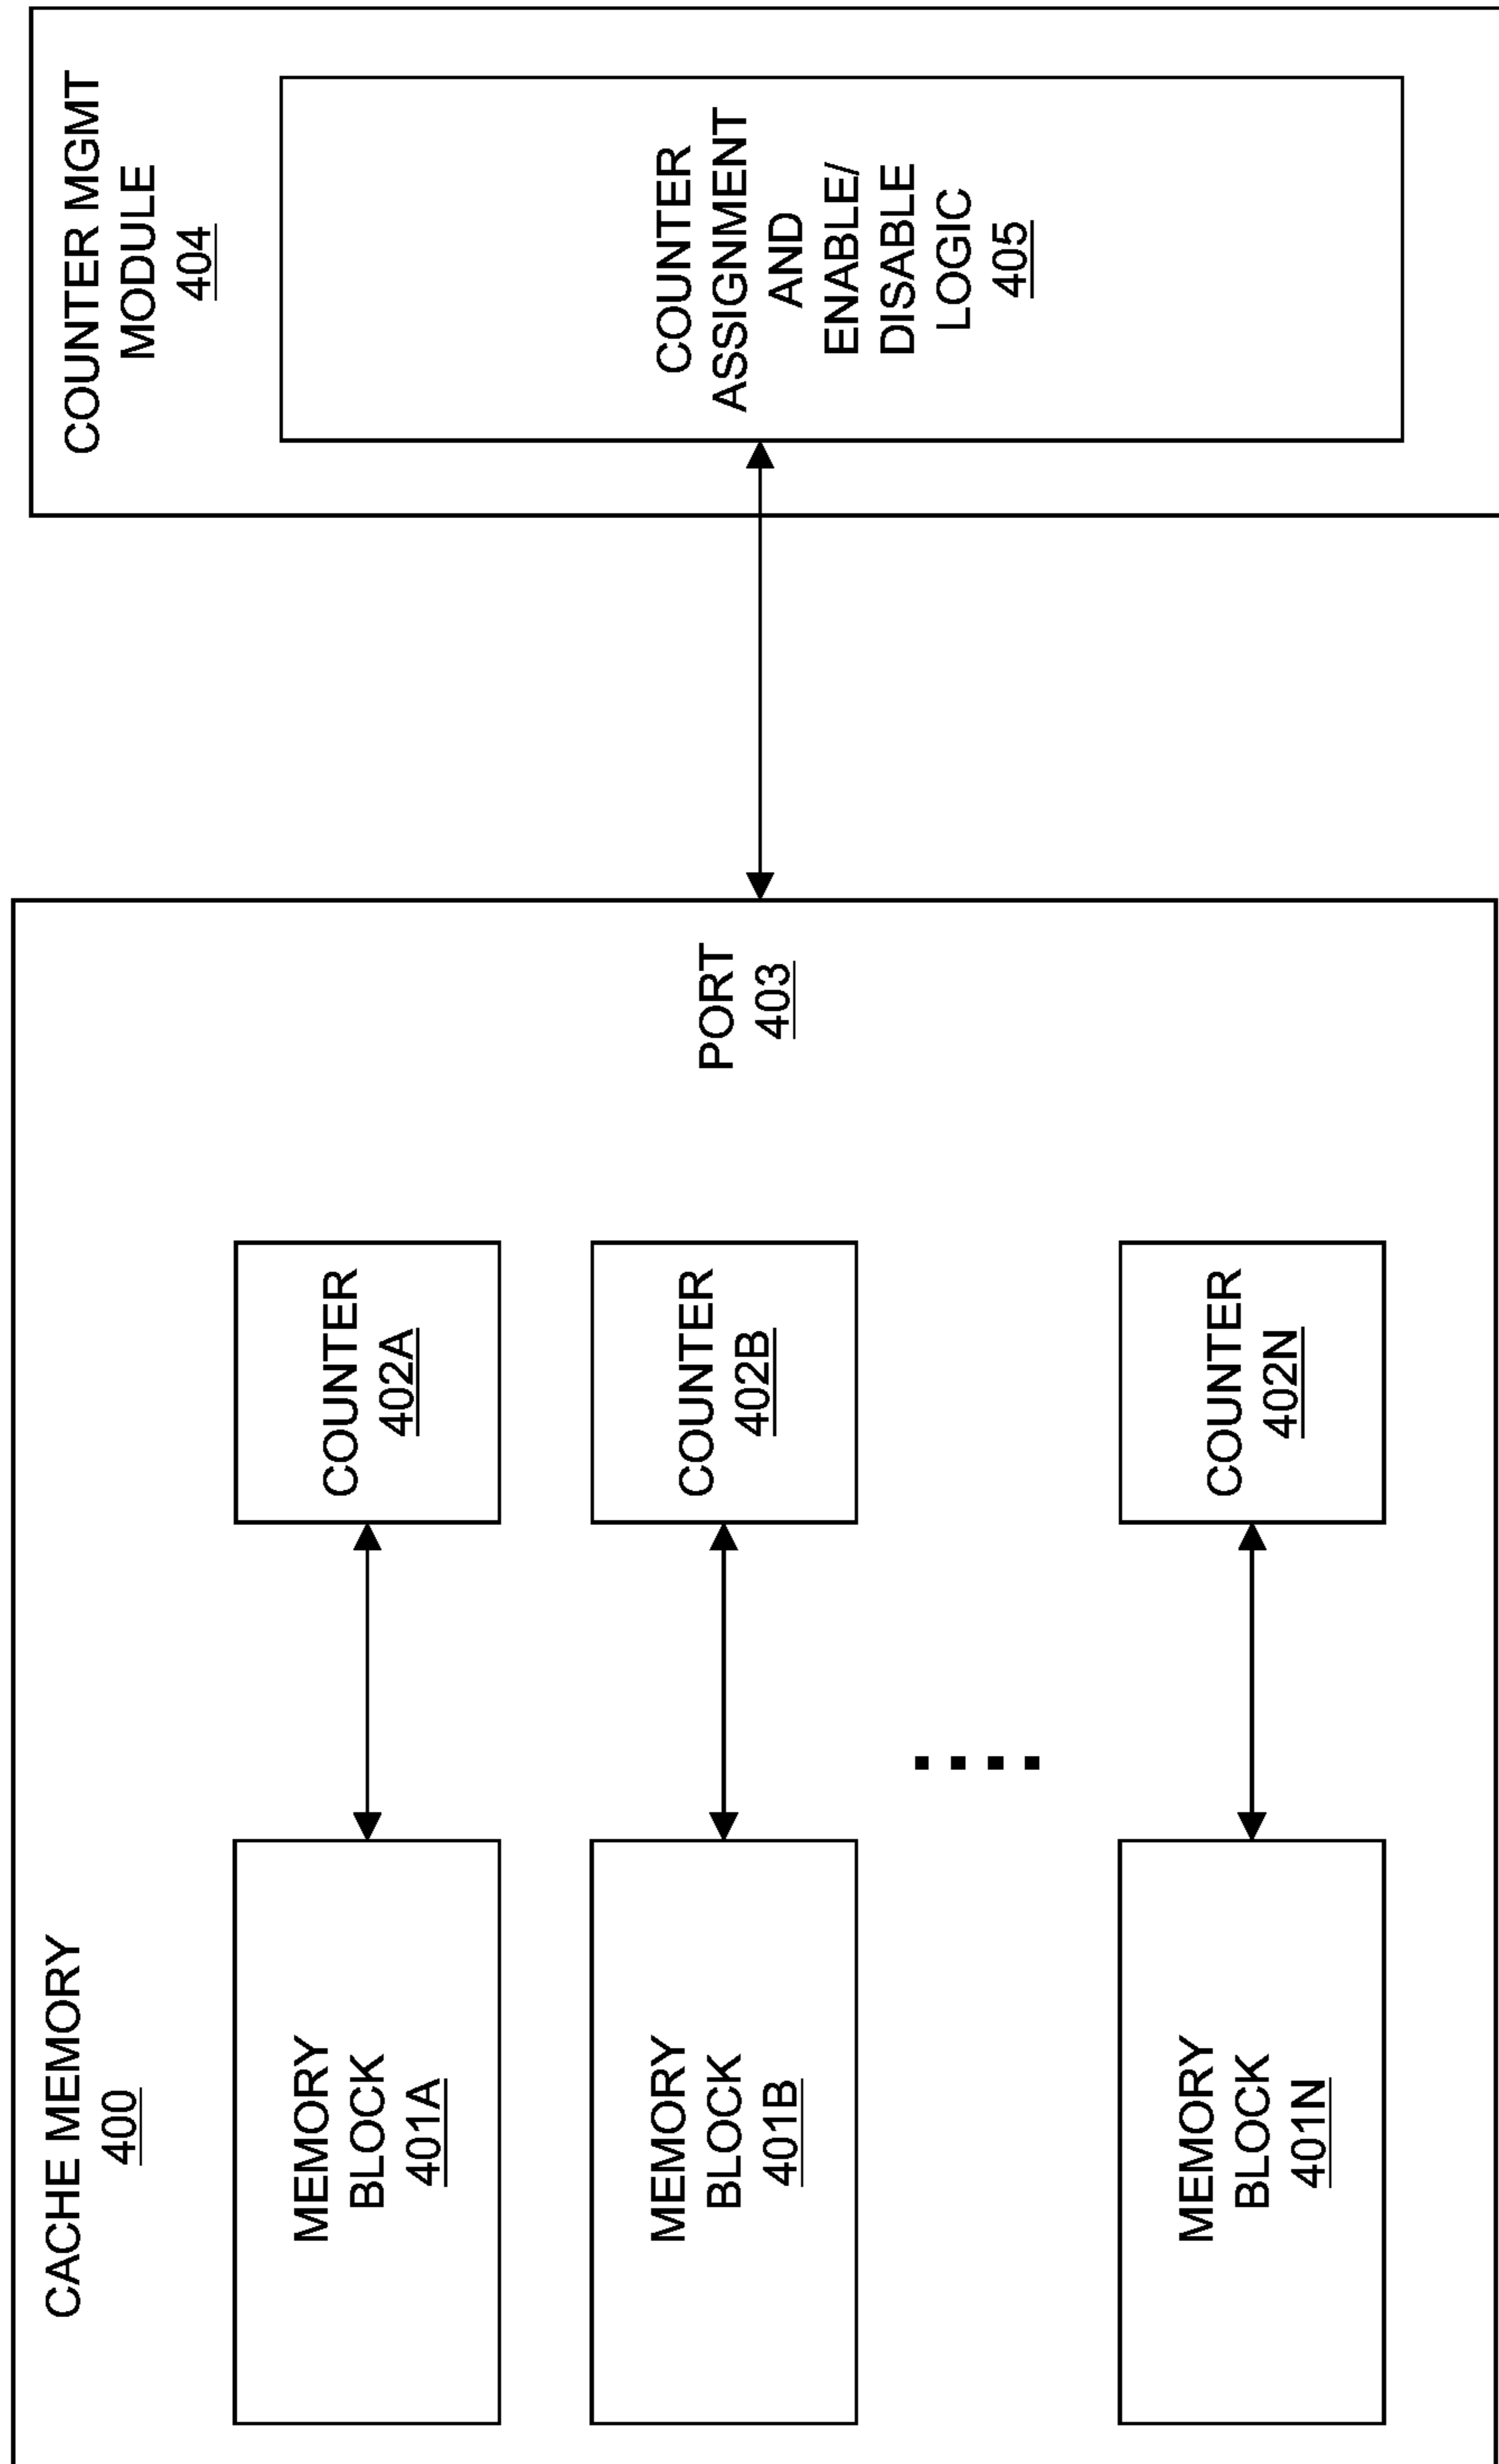 CACHE MEMORY
400
MEMORY
BLOCK
401A
COUNTER
402A
MEMORY
BLOCK
401B
COUNTER
402B
MEMORY
BLOCK
401N
COUNTER
402N
PORT
403
COUNTER MGMT
MODULE
404
COUNTER
ASSIGNMENT
AND
ENABLE/
DISABLE
LOGIC
405